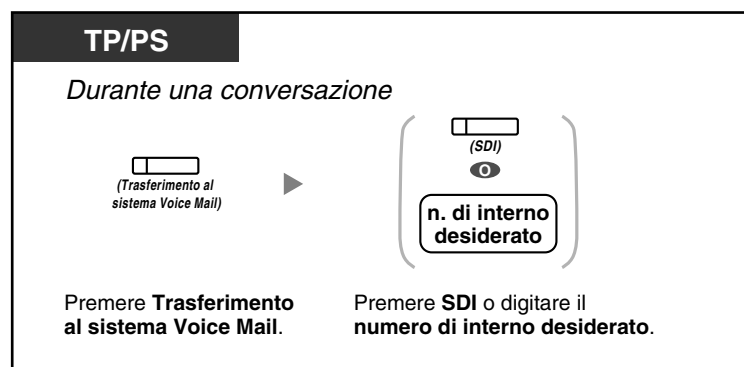 TP/PS
Durante una conversazione
(Trasferimento al
sistema Voice Mail)
(SDI)
O
n. di interno
desiderato
Premere Trasferimento
al sistema Voice Mail.
Premere SDI o digitare il
numero di interno desiderato.